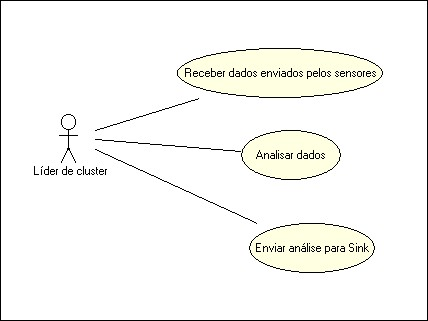 Receber dados enviados pelos sensores
Líder de cluster
Analisar dados
Enviar análise para Sink